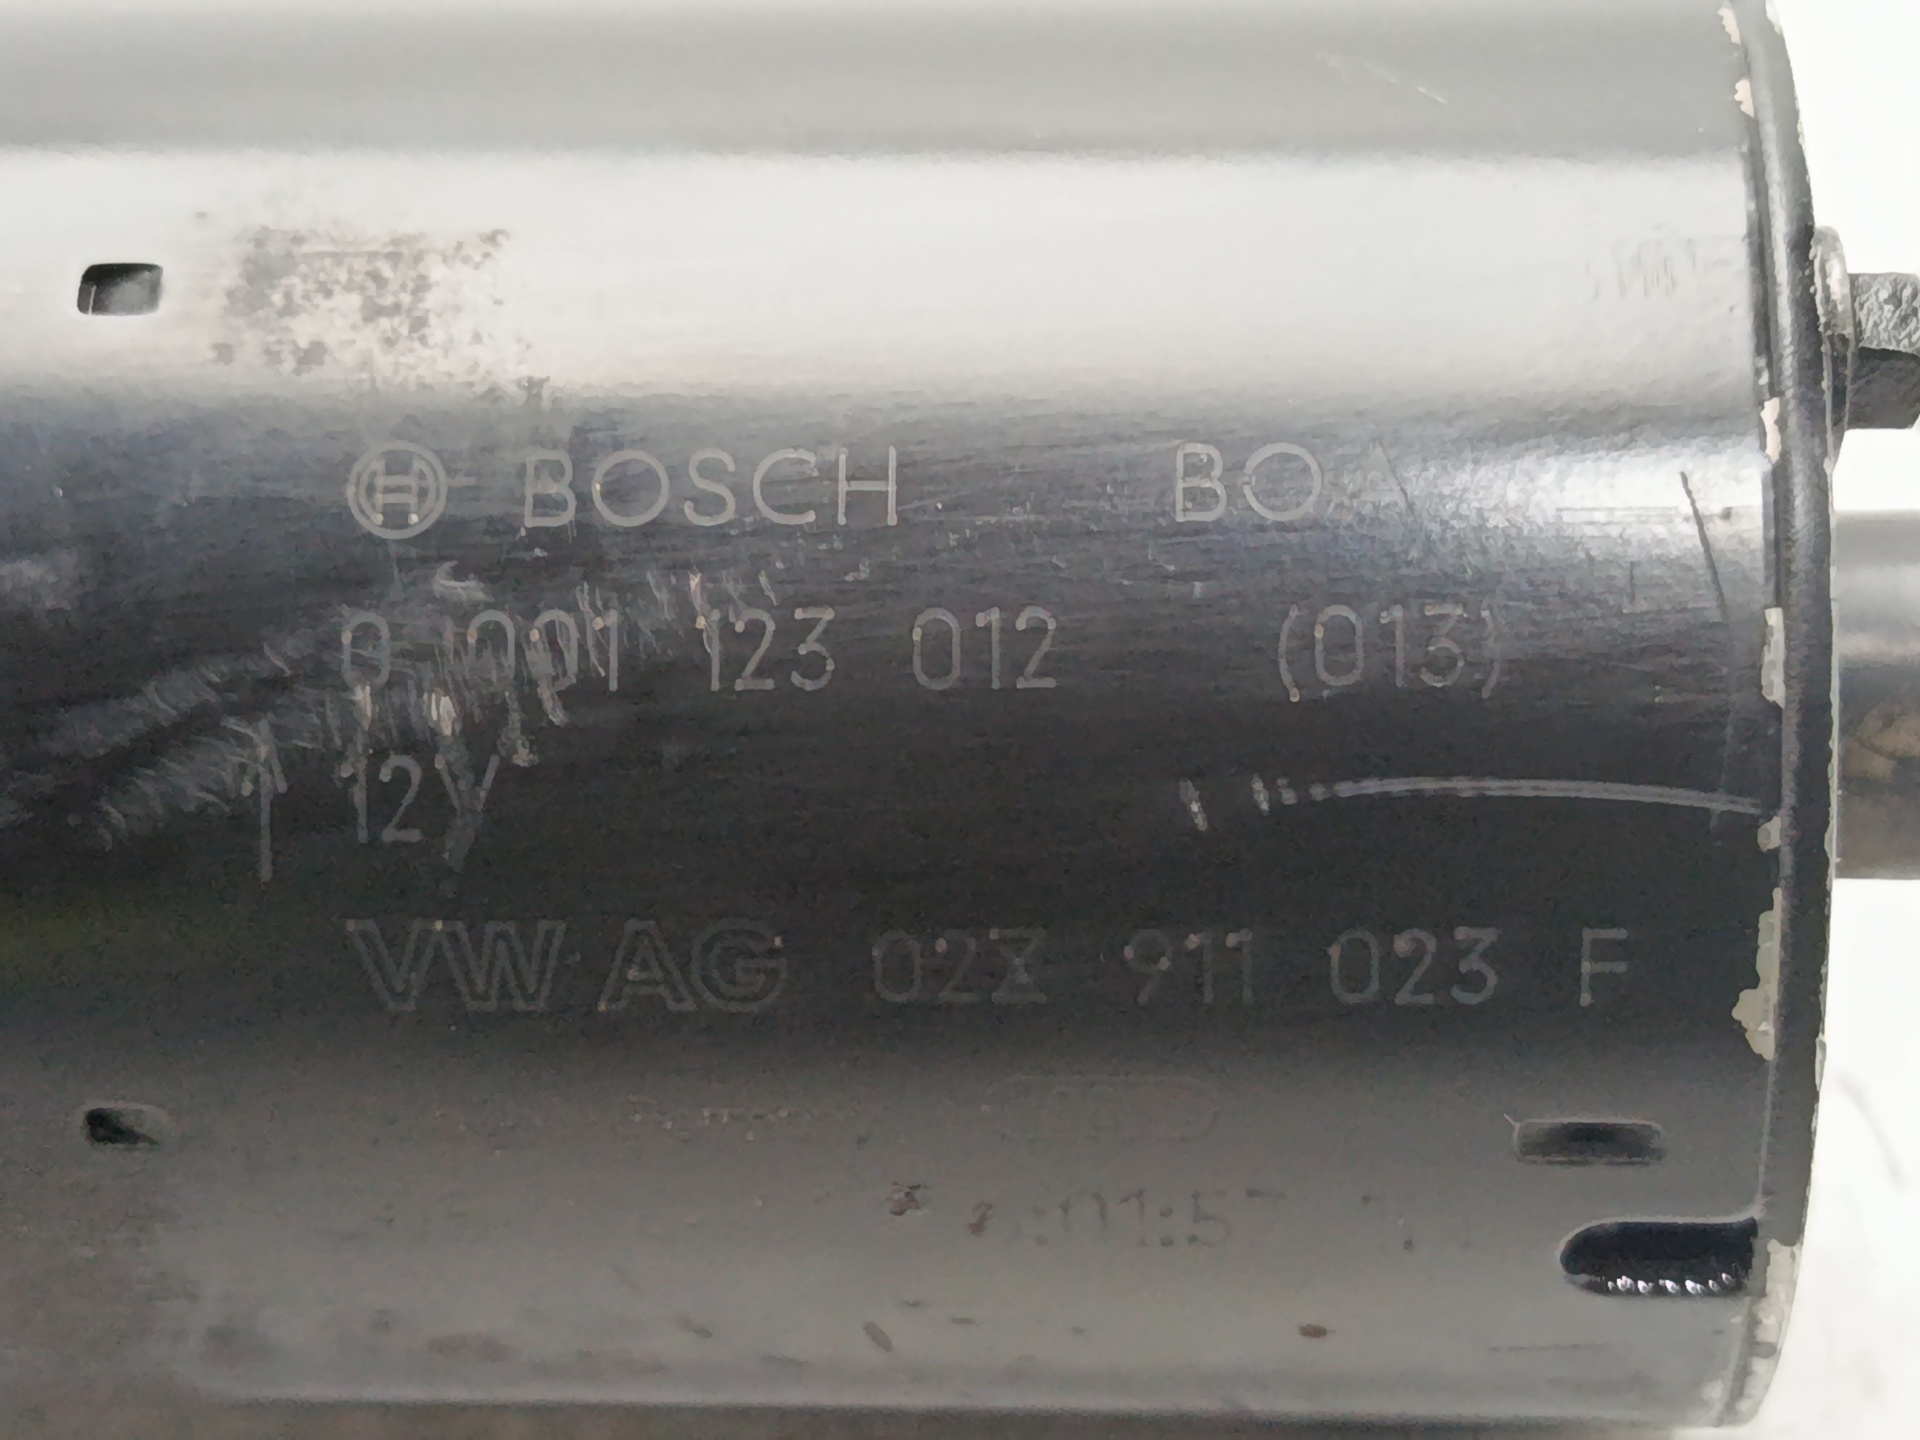 BOSCH BO
0 001 123 012 (013)
12V
VW AG 02Z 911 023 F